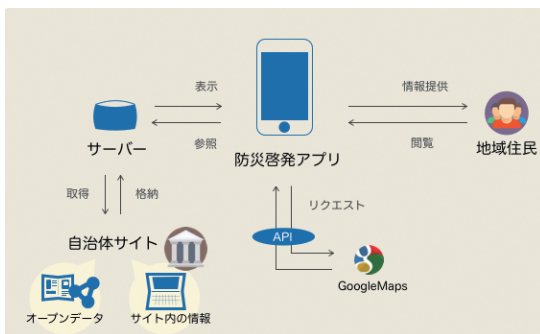 表示
情報提供
参照
閲覧
サーバー
防災啓発アプリ
地域住民
取得
格納
リクエスト
自治体サイト
API
GoogleMaps
オープンデータ
サイト内の情報